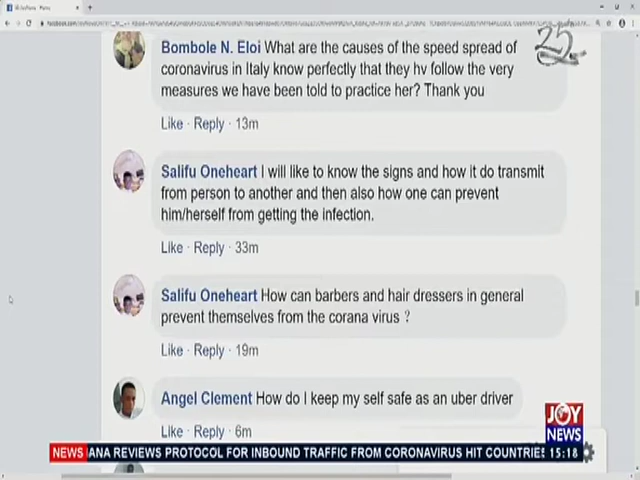 25
Bombole N. Eloi What are the causes of the speed spread of
coronavirus in Italy know perfectly that they hv follow the very
measures we have been told to practice her? Thank you
Like · Reply · 13m
Salifu Oneheart I will like to know the signs and how it do transmit
from person to another and then also how one can prevent
him/herself from getting the infection.
Like · Reply · 33m
Salifu Oneheart How can barbers and hair dressers in general
prevent themselves from the corana virus ?
Like · Reply · 19m
Angel Clement How do I keep my self safe as an uber driver
Like · Reply · 6m
JOY
NEWS
NEWS ANA REVIEWS PROTOCOL FOR INBOUND TRAFFIC FROM CORONAVIRUS HIT COUNTRIES 15:18